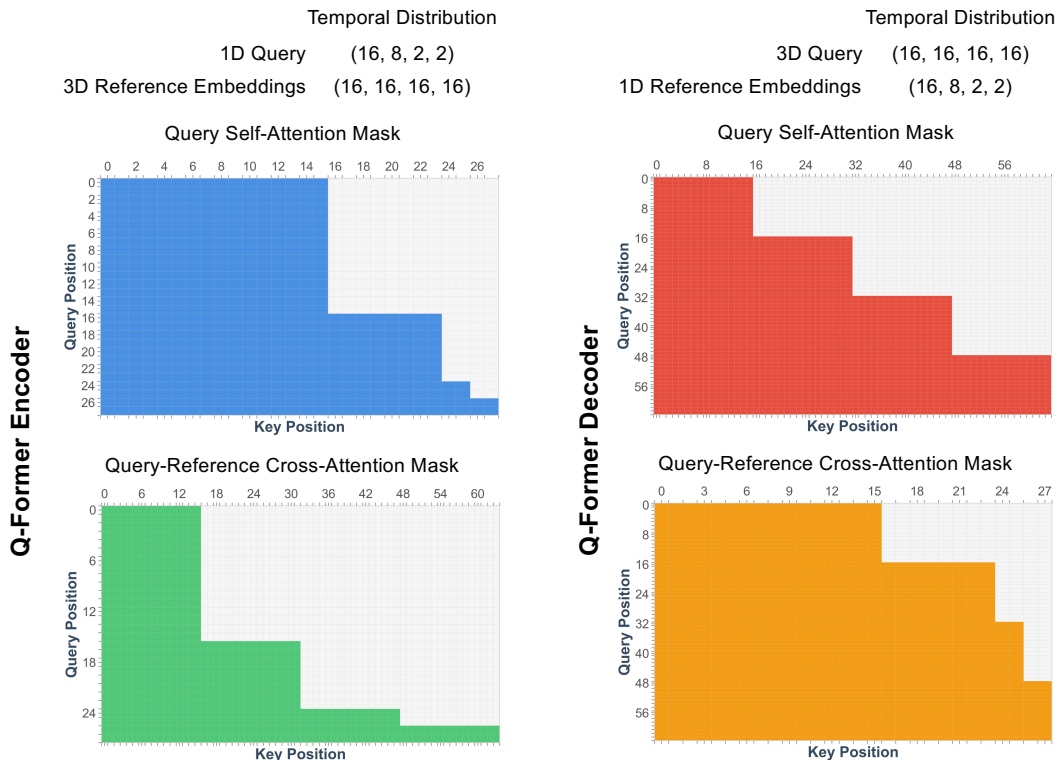 Temporal Distribution
1D Query (16, 8, 2, 2)
3D Reference Embeddings (16, 16, 16, 16)
Query Self-Attention Mask
0 2 4 6 8 10 12 14 16 18 20 22 24 26
0
2
4
6
8
10
12
14
16
18
20
22
24
26
Query Position
Key Position
Q-Former Encoder
Query-Reference Cross-Attention Mask
0 6 12 18 24 30 36 42 48 54 60
0
6
12
18
24
Query Position
Key Position
Temporal Distribution
3D Query (16, 16, 16, 16)
1D Reference Embeddings (16, 8, 2, 2)
Query Self-Attention Mask
0 8 16 24 32 40 48 56
0
8
16
24
32
40
48
56
Query Position
Key Position
Q-Former Decoder
Query-Reference Cross-Attention Mask
0 3 6 9 12 15 18 21 24 27
0
8
16
24
32
40
48
56
Query Position
Key Position